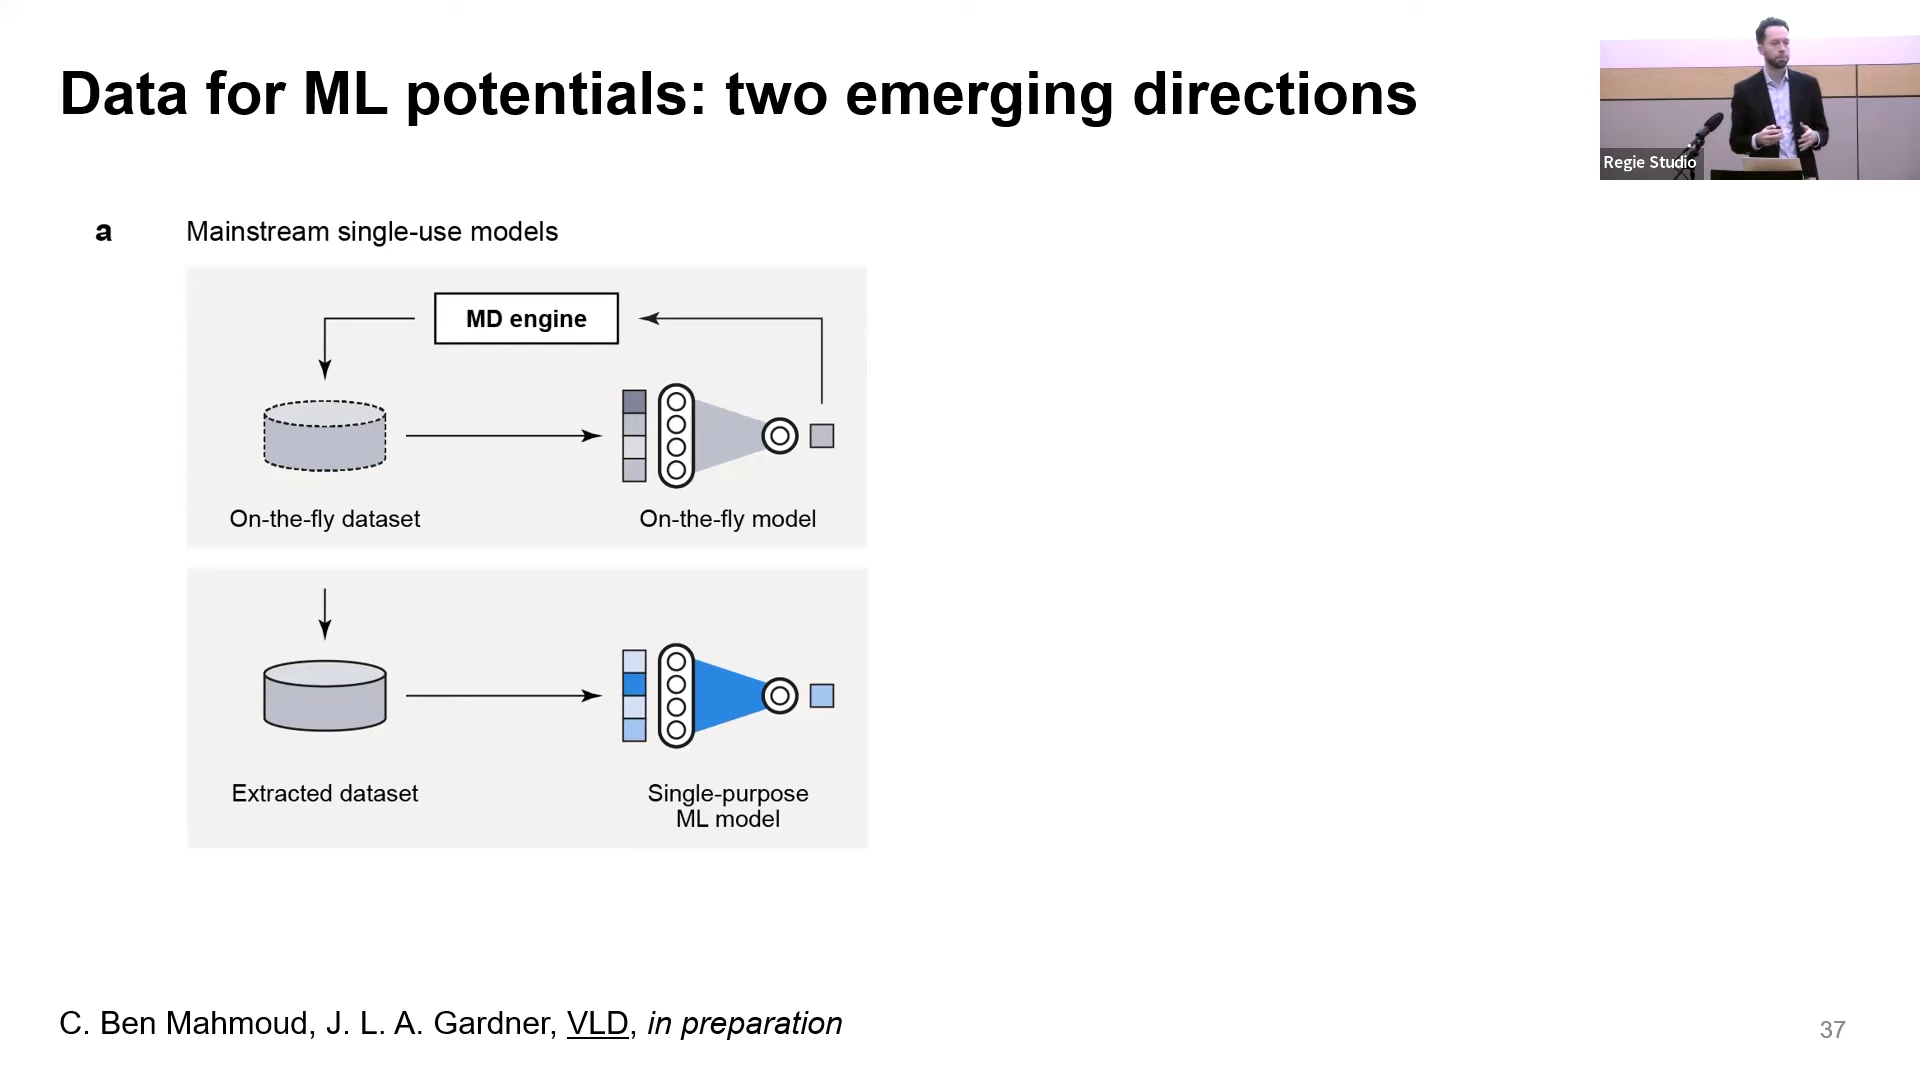 Data for ML potentials: two emerging directions
Regie Studio
a Mainstream single-use models
MD engine
On-the-fly dataset
On-the-fly model
Extracted dataset
Single-purpose
ML model
C. Ben Mahmoud, J. L. A. Gardner, VLD, in preparation
37